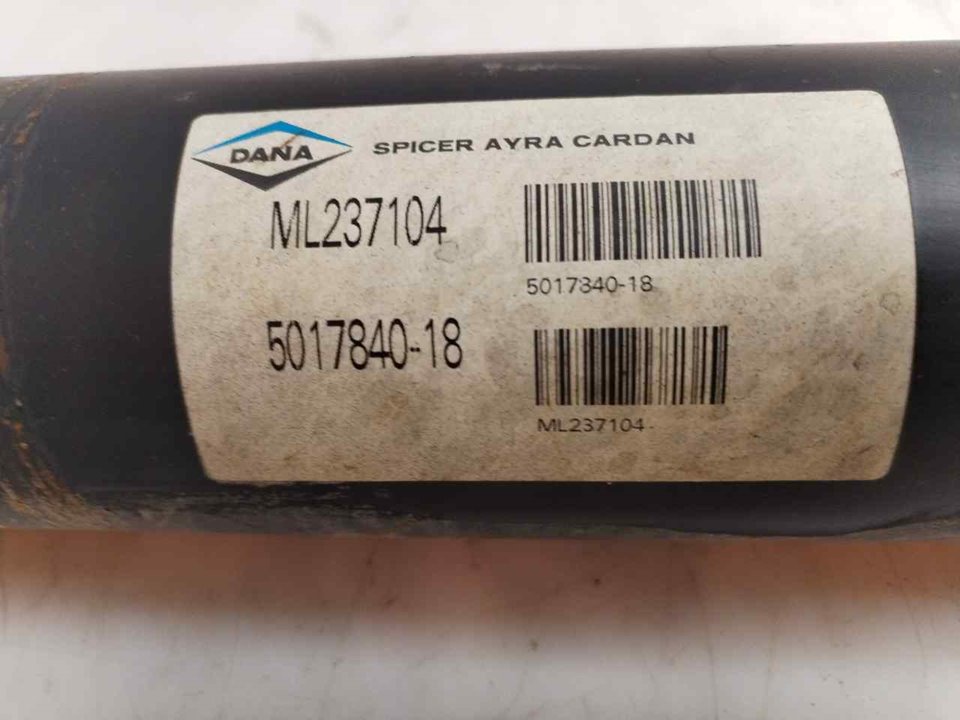 DANA
SPICER AYRA CARDAN
ML237104
5017840-18
5017840-18
ML237104